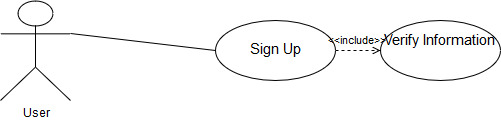 Sign Up
<<include>>
Verify Information
User